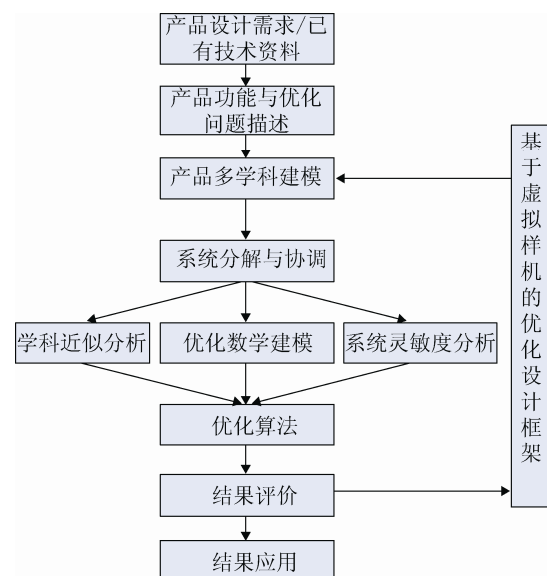 产品设计需求/已
有技术资料
产品功能与优化
问题描述
产品多学科建模
系统分解与协调
学科近似分析
优化数学建模
系统灵敏度分析
优化算法
结果评价
结果应用
基于虚拟样机的优化设计框架